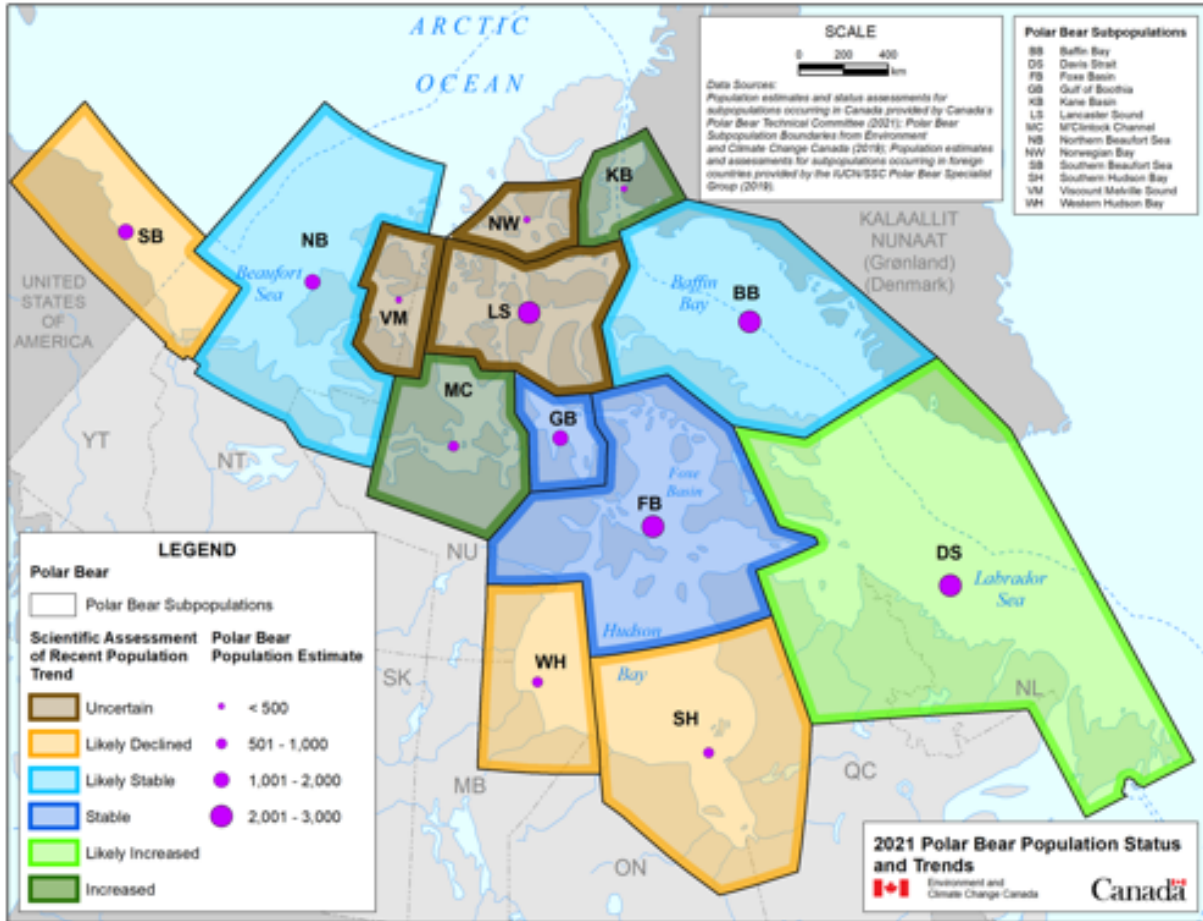 ARCTIC
OCEAN
SCALE
0 200 400
km
Data Sources:
Population estimates and status assessments for
subpopulations occurring in Canada provided by Canada's
Polar Bear Technical Committee (2021); Polar Bear
Subpopulation Boundaries from Environment
and Climate Change Canada (2019); Population estimates
and assessments for subpopulations occurring in foreign
countries provided by the IUCN/SSC Polar Bear Specialist
Group (2019).
Polar Bear Subpopulations
BB Baffin Bay
DS Davis Strait
FB Foxe Basin
GB Gulf of Boothia
KB Kane Basin
LS Lancaster Sound
MC M'Clintock Channel
NB Northern Beaufort Sea
NW Norwegian Bay
SB Southern Beaufort Sea
SH Southern Hudson Bay
VM Viscount Melville Sound
WH Western Hudson Bay
KB
NW
KALAALLIT
NUNAAT
(Grønland)
(Denmark)
SB
NB
Beaufort
Sea
UNITED
STATES
OF
AMERICA
VM
LS
Baffin
Bay
BB
MC
GB
YT
NT
Foxe
Basin
FB
NU
DS
Labrador
Sea
Hudson
Bay
WH
SK
SH
NL
MB
QC
ON
LEGEND
Polar Bear
Polar Bear Subpopulations
Scientific Assessment
of Recent Population
Trend
Polar Bear
Population Estimate
Uncertain
Likely Declined
Likely Stable
Stable
Likely Increased
Increased
< 500
501 - 1,000
1,001 - 2,000
2,001 - 3,000
2021 Polar Bear Population Status
and Trends
Environment and
Climate Change Canada
Canada